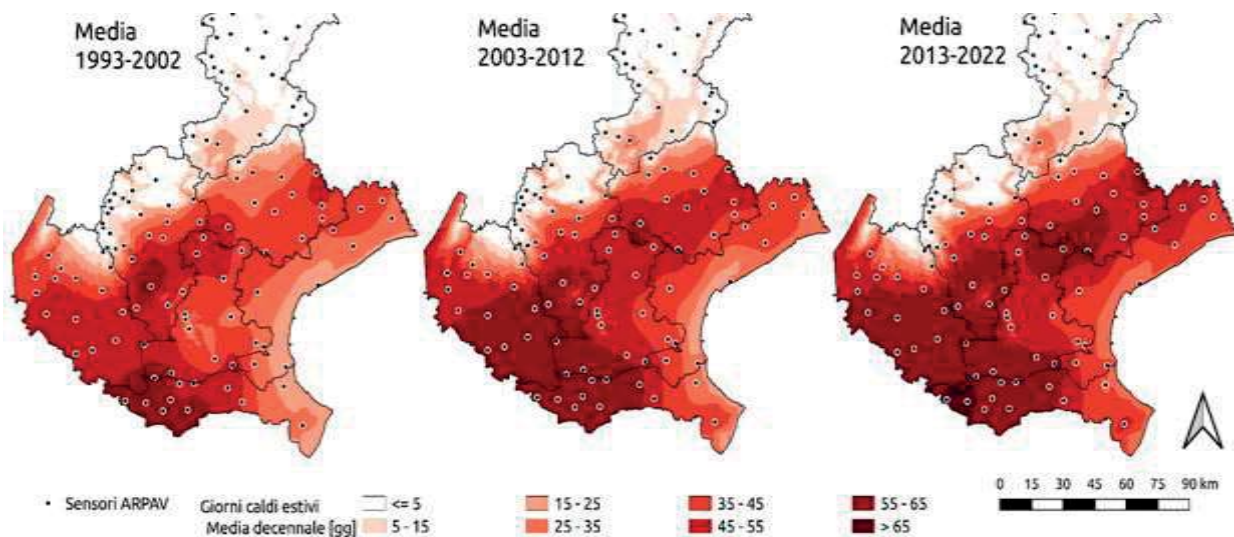 Media
1993-2002
Media
2003-2012
Media
2013-2022
Sensori ARPAV
Giorni caldi estivi
Media decennale [gg]
<= 5
5 - 15
15 - 25
25 - 35
35 - 45
45 - 55
55 - 65
> 65
0 15 30 45 60 75 90 km